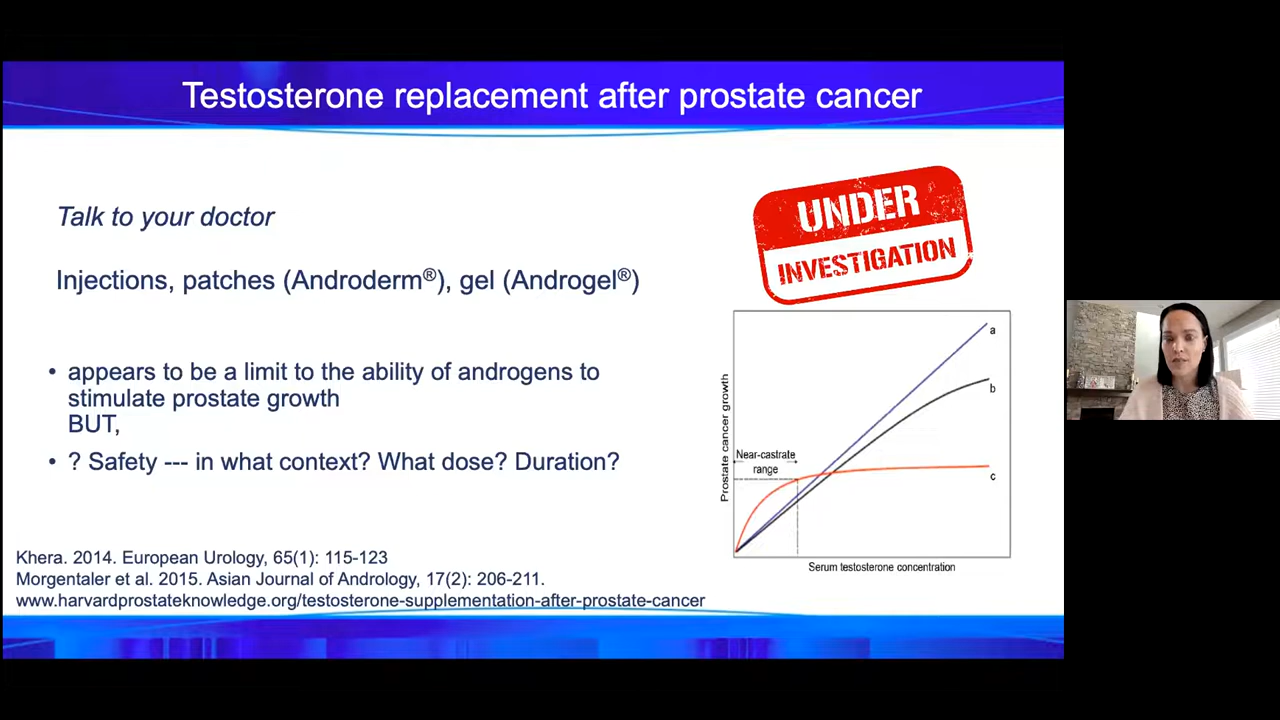 Testosterone replacement after prostate cancer
Talk to your doctor
Injections, patches (Androderm®), gel (Androgel®)
• appears to be a limit to the ability of androgens to
stimulate prostate growth
BUT,
• ? Safety --- in what context? What dose? Duration?
Khera. 2014. European Urology, 65(1): 115-123
Morgentaler et al. 2015. Asian Journal of Andrology, 17(2): 206-211.
www.harvardprostateknowledge.org/testosterone-supplementation-after-prostate-cancer
UNDER
INVESTIGATION
Prostate cancer growth
Near-castrate
range
a
b
c
Serum testosterone concentration